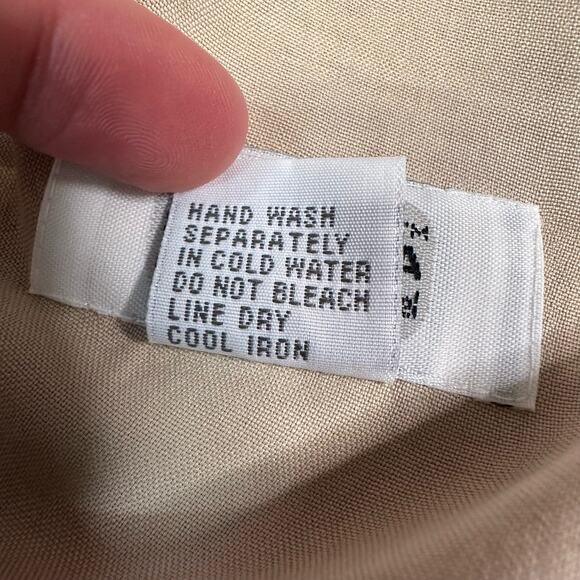 HAND WASH
SEPARATELY
IN COLD WATER
DO NOT BLEACH
LINE DRY
COOL IRON